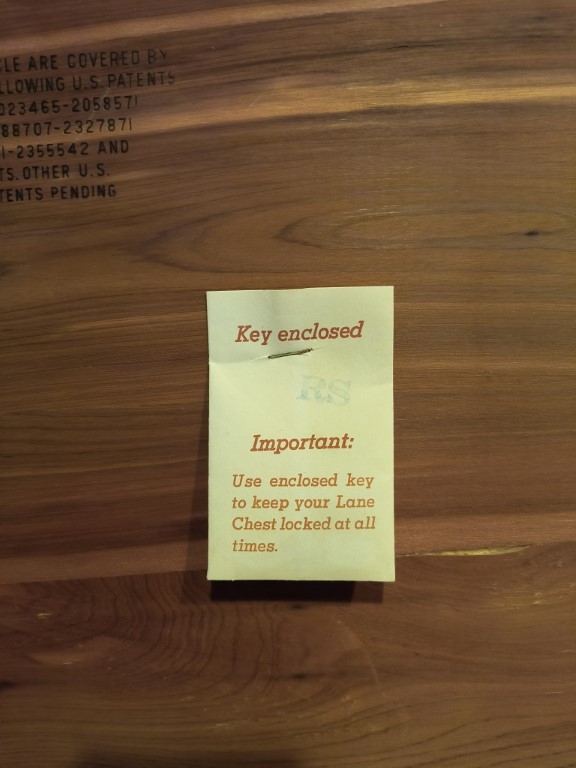 CLE ARE COVERED BY
LLOWING U.S. PATENTS
023465-2058571
88707-2327871
1-2355542 AND
TS. OTHER U.S.
TENTS PENDING
Key enclosed
Important:
Use enclosed key
to keep your Lane
Chest locked at all
times.